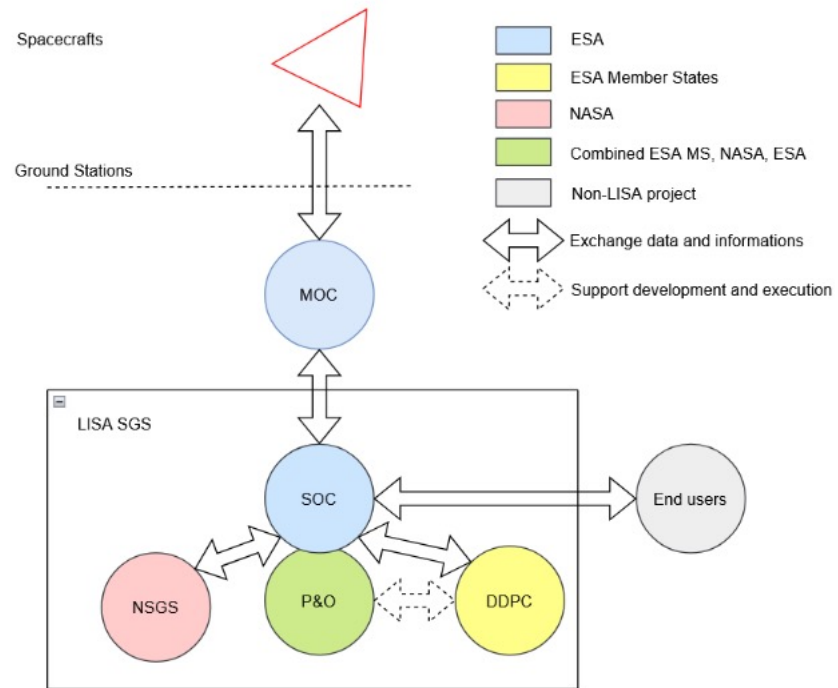 Spacecrafts
ESA
ESA Member States
NASA
Ground Stations
Combined ESA MS, NASA, ESA
Non-LISA project
Exchange data and informations
MOC
Support development and execution
LISA SGS
SOC
End users
NSGS
P&O
DDPC